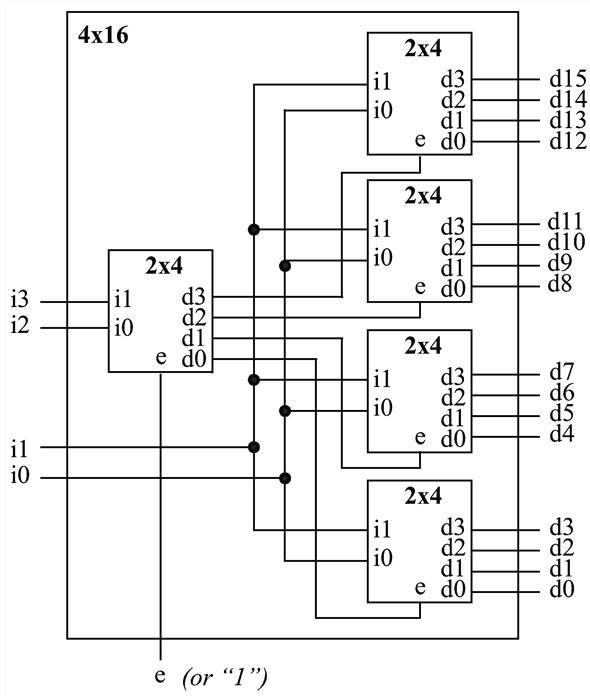 4x16
2x4
i1 d3
i0 d2
d1
e d0
d15
d14
d13
d12
2x4
i1 d3
i0 d2
d1
e d0
d11
d10
d9
d8
2x4
i3 i1 d3
i2 i0 d2
d1
e d0
2x4
i1 d3
i0 d2
d1
e d0
d7
d6
d5
d4
i1
i0
2x4
i1 d3
i0 d2
d1
e d0
d3
d2
d1
d0
e (or “1”)